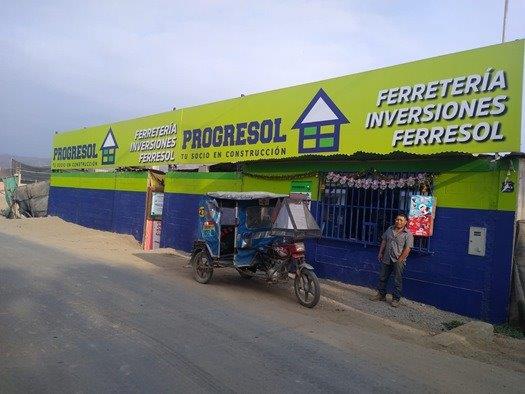 PROGRESOL
TU SOCIO EN CONSTRUCCIÓN
FERRETERÍA
INVERSIONES
FERRESOL
PROGRESOL
TU SOCIO EN CONSTRUCCIÓN
FERRETERÍA
INVERSIONES
FERRESOL